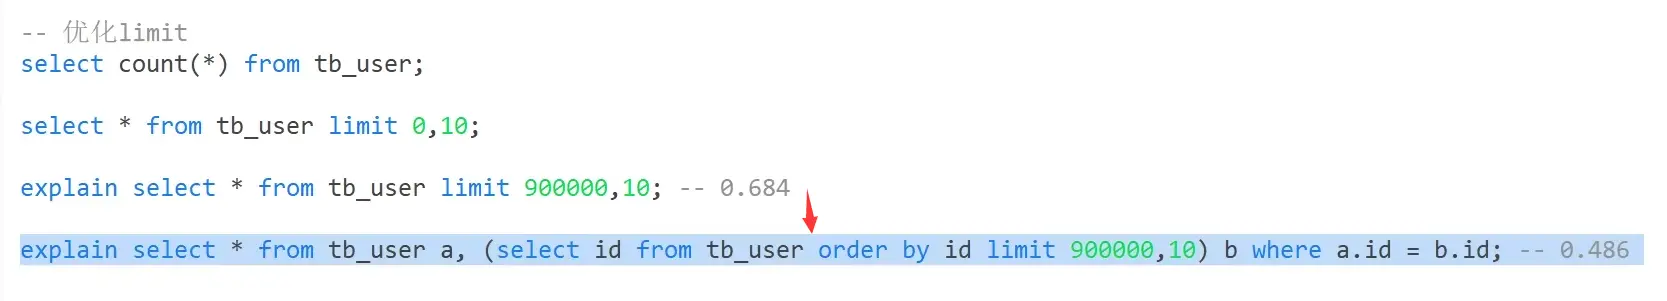 -- 优化limit
select count(*) from tb_user;
select * from tb_user limit 0,10;
explain select * from tb_user limit 900000,10; -- 0.684
explain select * from tb_user a, (select id from tb_user order by id limit 900000,10) b where a.id = b.id; -- 0.486